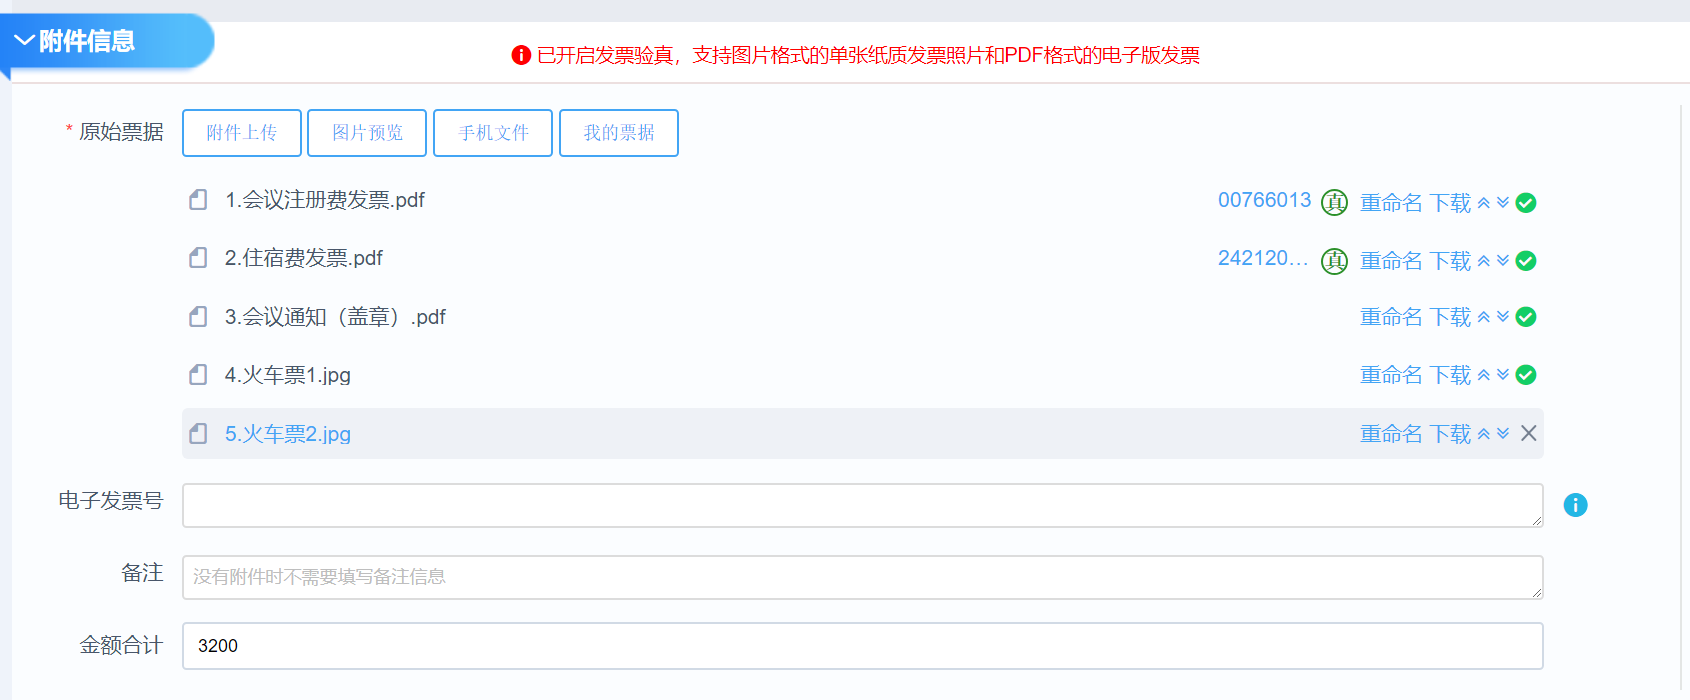 附件信息
已开启发票验真，支持图片格式的单张纸质发票照片和PDF格式的电子版发票
* 原始票据 附件上传 图片预览 手机文件 我的票据
1.会议注册费发票.pdf 00766013 真 重命名 下载
2.住宿费发票.pdf 242120... 真 重命名 下载
3.会议通知（盖章）.pdf 重命名 下载
4.火车票1.jpg 重命名 下载
5.火车票2.jpg 重命名 下载
电子发票号
备注 没有附件时不需要填写备注信息
金额合计 3200